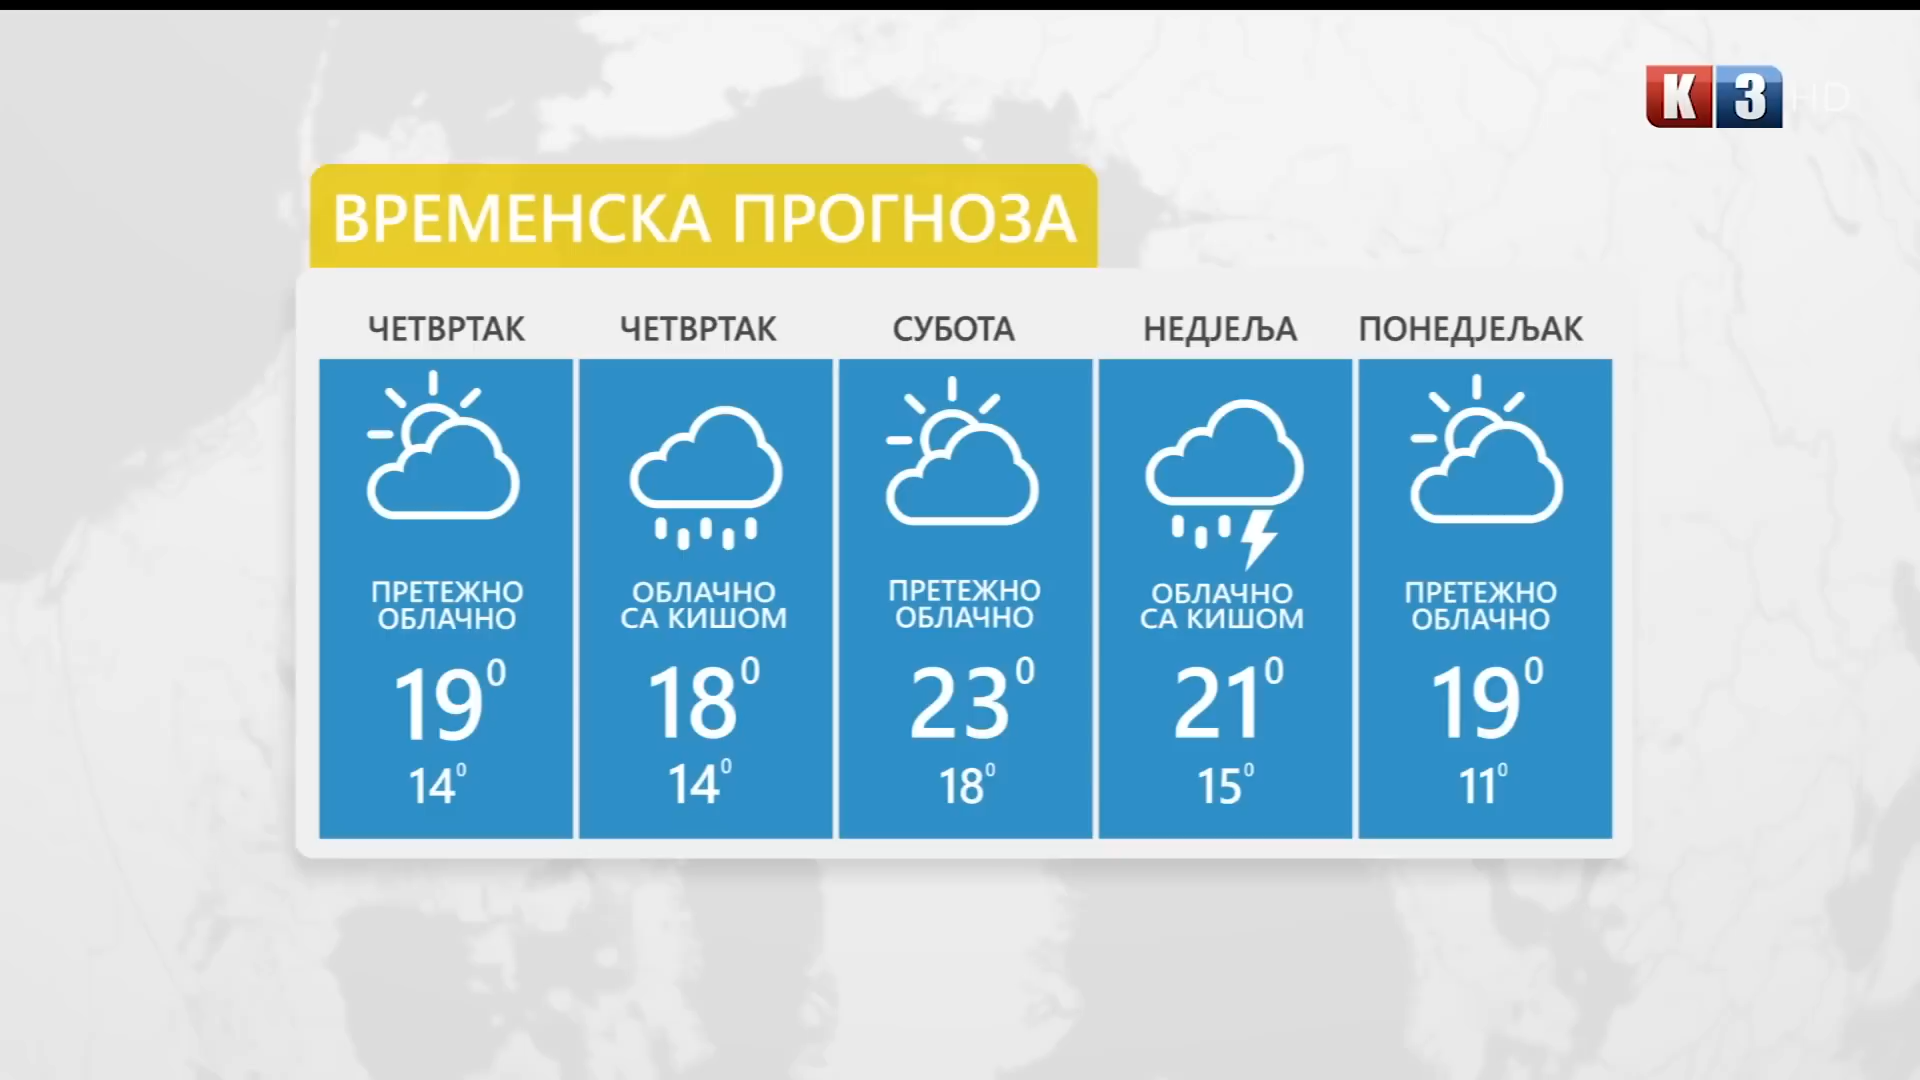 К3 HD
ВРЕМЕНСКА ПРОГНОЗА
ЧЕТВРТАК
ПРЕТЕЖНО
ОБЛАЧНО
19⁰
14⁰
ЧЕТВРТАК
ОБЛАЧНО
СА КИШОМ
18⁰
14⁰
СУБОТА
ПРЕТЕЖНО
ОБЛАЧНО
23⁰
18⁰
НЕДЈЕЉА
ОБЛАЧНО
СА КИШОМ
21⁰
15⁰
ПОНЕДЈЕЉАК
ПРЕТЕЖНО
ОБЛАЧНО
19⁰
11⁰